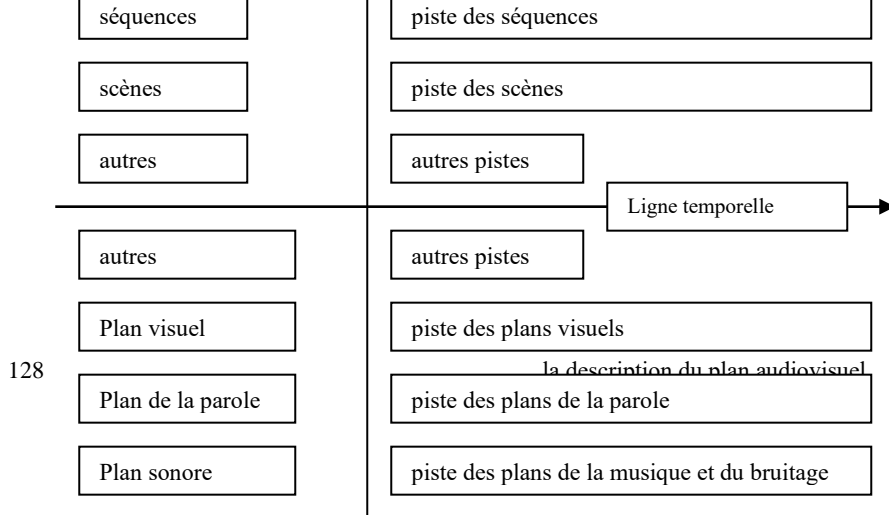 séquences
piste des séquences
scènes
piste des scènes
autres
autres pistes
Ligne temporelle
autres
autres pistes
Plan visuel
piste des plans visuels
128
la description du plan audiovisuel
Plan de la parole
piste des plans de la parole
Plan sonore
piste des plans de la musique et du bruitage